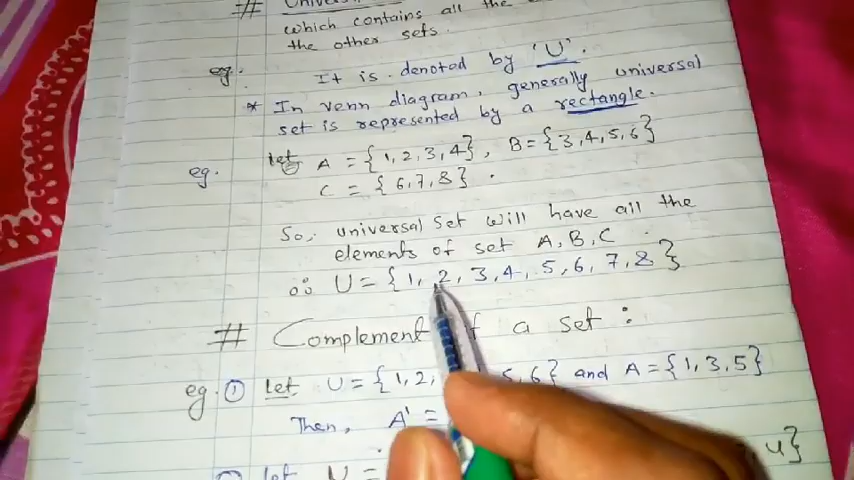 #
which contains all the
the other sets.
eg. It is denoted by 'U'.
* In venn diagram, generally universal
set is represented by a rectangle.
eg. let A = {1, 2, 3, 4}, B = {3, 4, 5, 6}
C = {6, 7, 8}.
So, universal set will have all the
elements of set A, B, C.
∴ U = {1, 2, 3, 4, 5, 6, 7, 8}
# Complement of a set :
eg. ① let U = {1, 2, 5, 6} and A = {1, 3, 5}
Then, A' =
u}
let U =